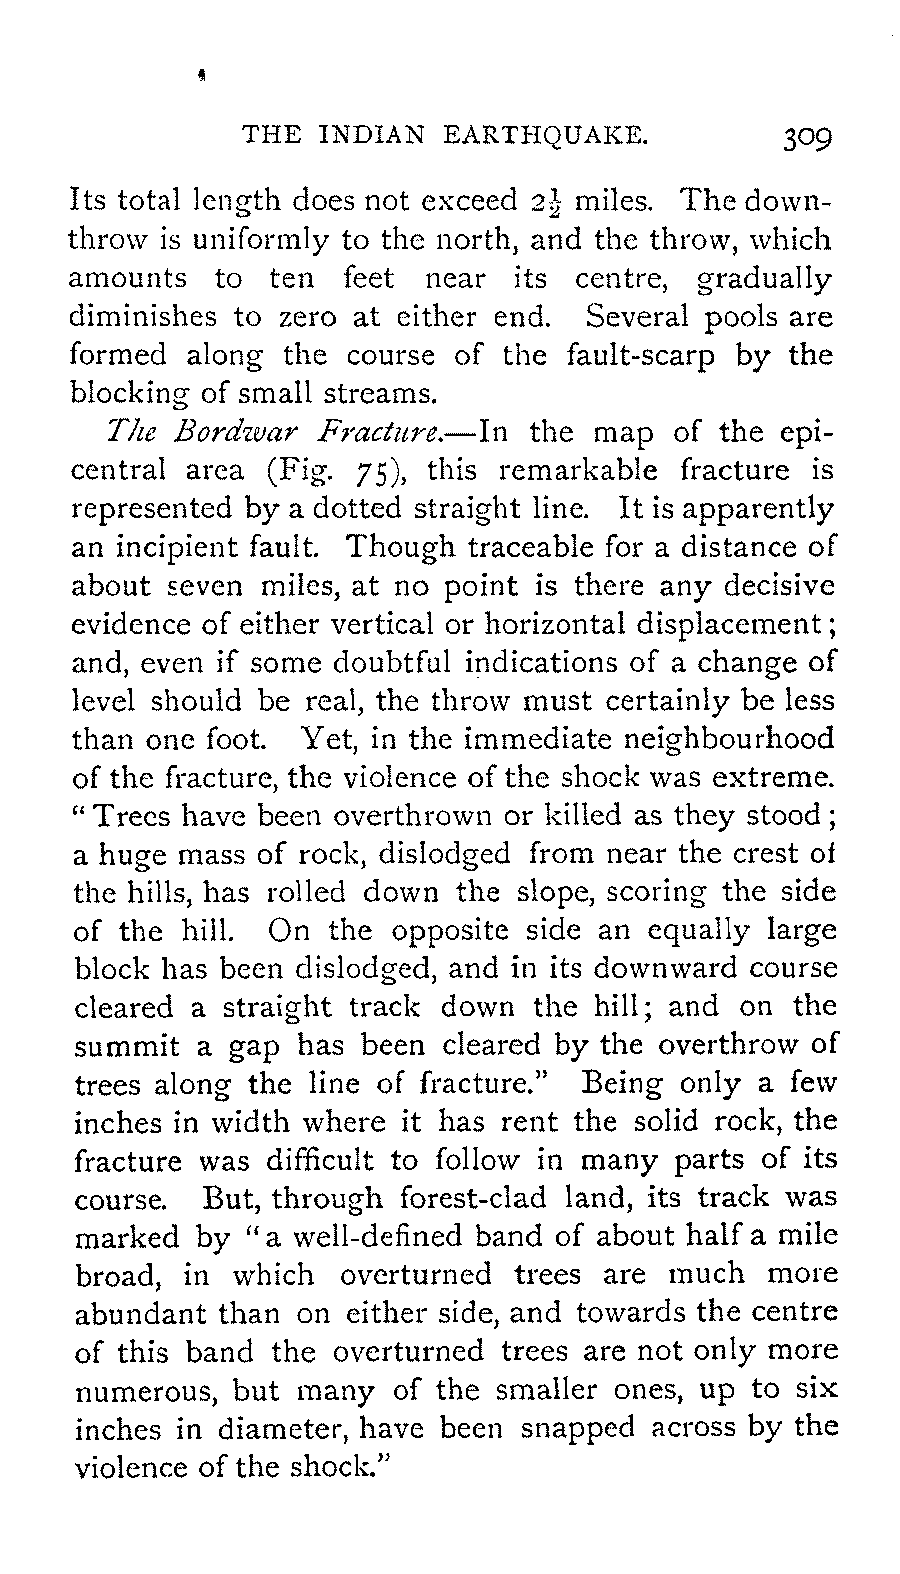 THE INDIAN EARTHQUAKE. 309
Its total length does not exceed 2½ miles. The down-
throw is uniformly to the north, and the throw, which
amounts to ten feet near its centre, gradually
diminishes to zero at either end. Several pools are
formed along the course of the fault-scarp by the
blocking of small streams.
The Bordwar Fracture.—In the map of the epi-
central area (Fig. 75), this remarkable fracture is
represented by a dotted straight line. It is apparently
an incipient fault. Though traceable for a distance of
about seven miles, at no point is there any decisive
evidence of either vertical or horizontal displacement;
and, even if some doubtful indications of a change of
level should be real, the throw must certainly be less
than one foot. Yet, in the immediate neighbourhood
of the fracture, the violence of the shock was extreme.
"Trees have been overthrown or killed as they stood;
a huge mass of rock, dislodged from near the crest of
the hills, has rolled down the slope, scoring the side
of the hill. On the opposite side an equally large
block has been dislodged, and in its downward course
cleared a straight track down the hill; and on the
summit a gap has been cleared by the overthrow of
trees along the line of fracture." Being only a few
inches in width where it has rent the solid rock, the
fracture was difficult to follow in many parts of its
course. But, through forest-clad land, its track was
marked by "a well-defined band of about half a mile
broad, in which overturned trees are much more
abundant than on either side, and towards the centre
of this band the overturned trees are not only more
numerous, but many of the smaller ones, up to six
inches in diameter, have been snapped across by the
violence of the shock."